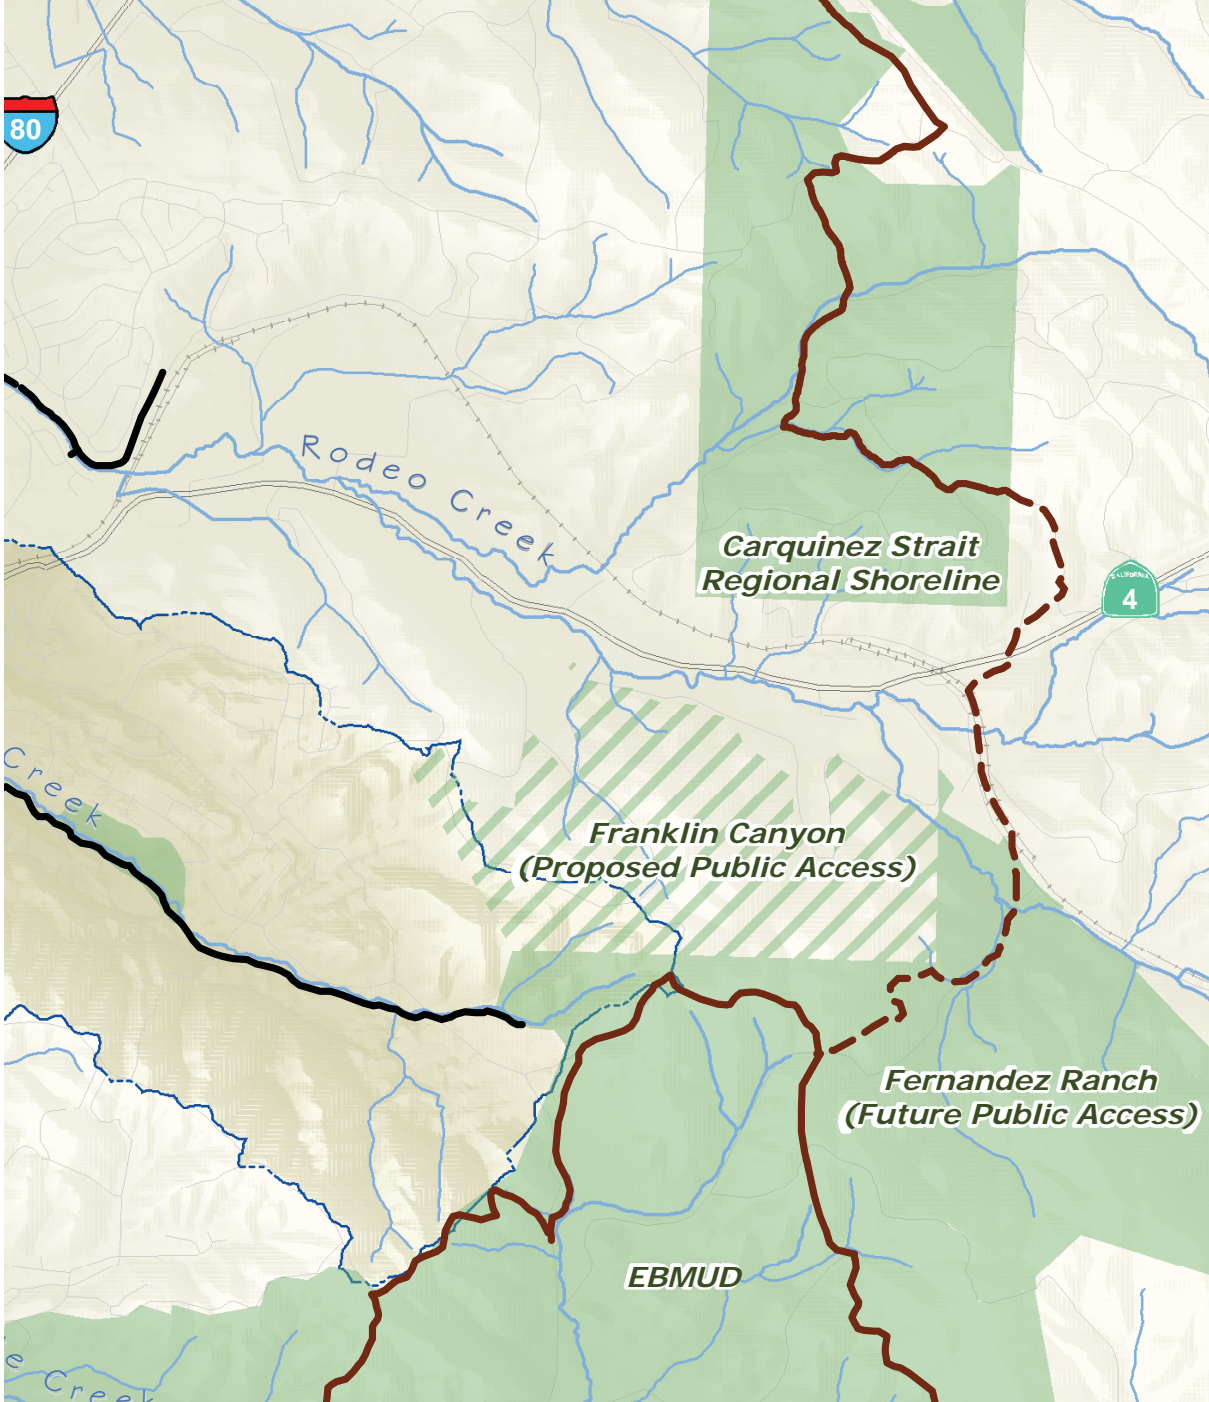 80
Rodeo Creek
Carquinez Strait
Regional Shoreline
CALIFORNIA
4
Creek
Franklin Canyon
(Proposed Public Access)
Fernandez Ranch
(Future Public Access)
EBMUD
e Creek